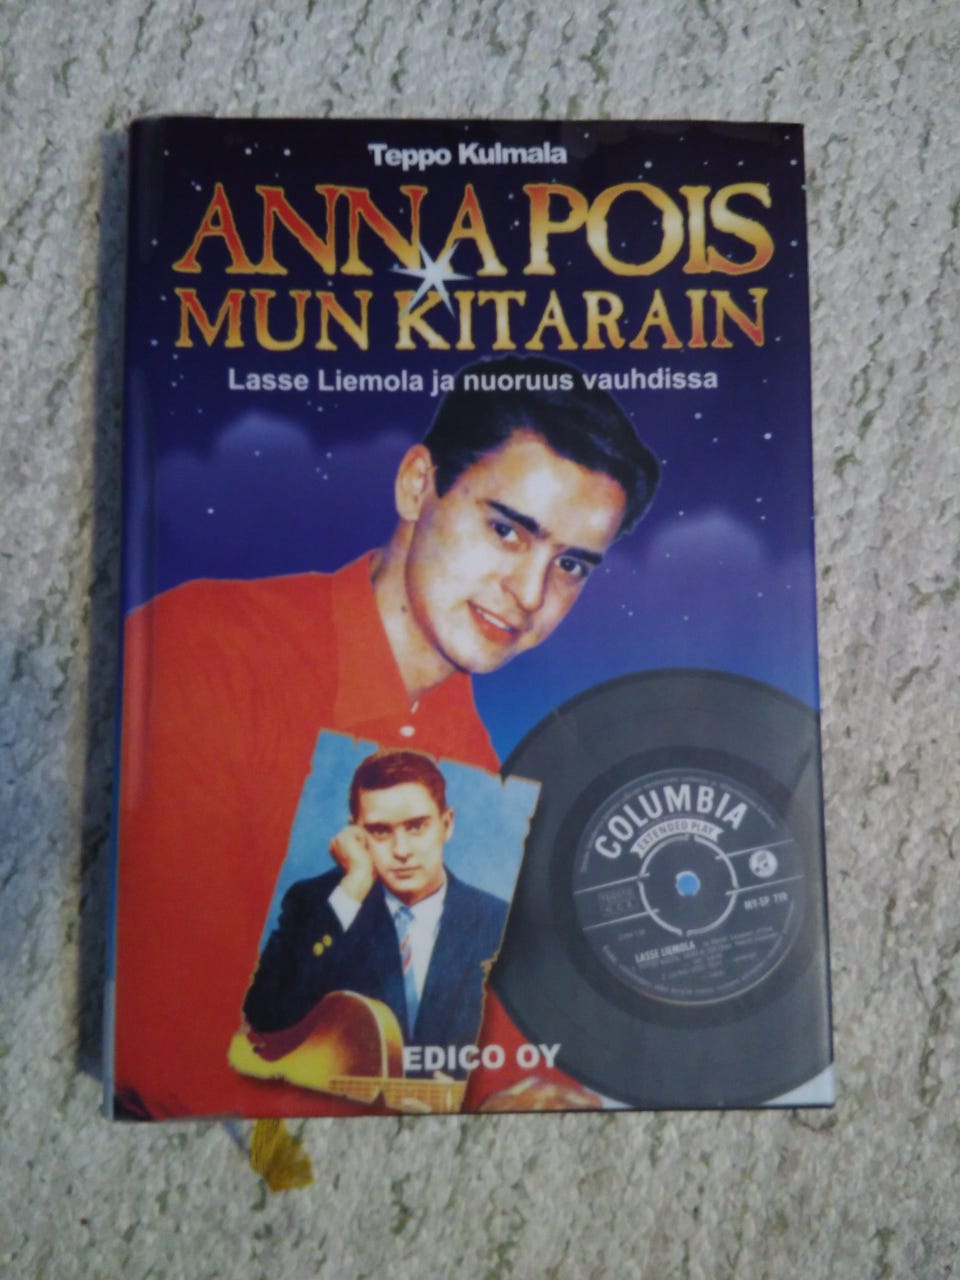 Teppo Kulmala
ANNA POIS
MUN KITARAIN
Lasse Liemola ja nuoruus vauhdissa
COLUMBIA
EXTENDED PLAY
LASSE LIEMOLA
EDICO OY